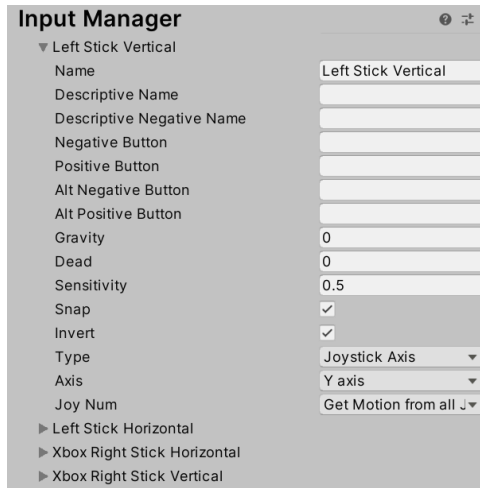 Input Manager
Left Stick Vertical
Name Left Stick Vertical
Descriptive Name
Descriptive Negative Name
Negative Button
Positive Button
Alt Negative Button
Alt Positive Button
Gravity 0
Dead 0
Sensitivity 0.5
Snap
Invert
Type Joystick Axis
Axis Y axis
Joy Num Get Motion from all J
Left Stick Horizontal
Xbox Right Stick Horizontal
Xbox Right Stick Vertical